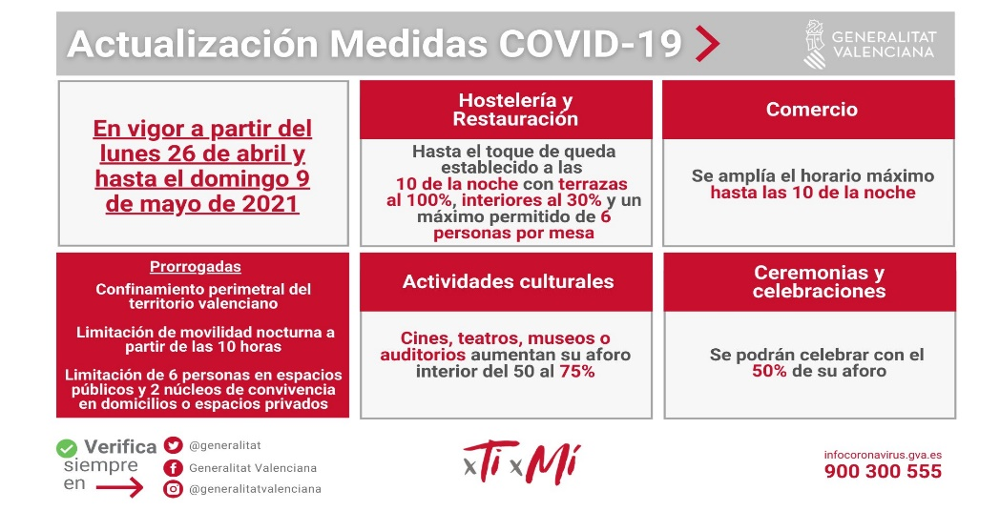 Actualización Medidas COVID-19
GENERALITAT
VALENCIANA
En vigor a partir del
lunes 26 de abril y
hasta el domingo 9
de mayo de 2021
Hostelería y
Restauración
Hasta el toque de queda
establecido a las
10 de la noche con terrazas
al 100%, interiores al 30% y un
máximo permitido de 6
personas por mesa
Comercio
Se amplía el horario máximo
hasta las 10 de la noche
Prorrogadas
Confinamiento perimetral del
territorio valenciano
Limitación de movilidad nocturna a
partir de las 10 horas
Limitación de 6 personas en espacios
públicos y 2 núcleos de convivencia
en domicilios o espacios privados
Actividades culturales
Cines, teatros, museos o
auditorios aumentan su aforo
interior del 50 al 75%
Ceremonias y
celebraciones
Se podrán celebrar con el
50% de su aforo
Verifica
siempre
en
@generalitat
Generalitat Valenciana
@generalitatvalenciana
xTi xMí
infocoronavirus.gva.es
900 300 555